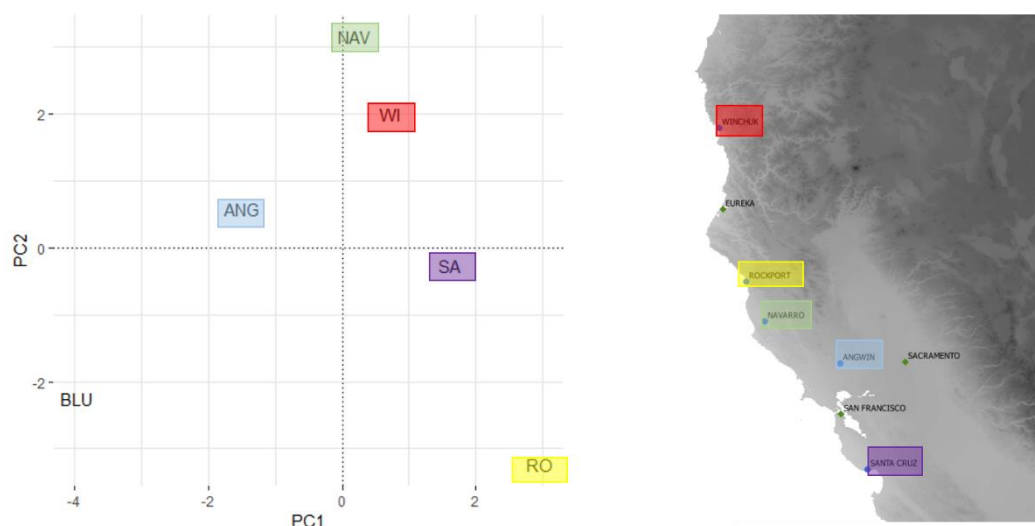 NAV
WI
2
ANG
PC2
0
SA
-2
BLU
RO
-4
-2
0
2
PC1
WINCHUK
EUREKA
ROCKPORT
NAVARRO
ANGWIN
SACRAMENTO
SAN FRANCISCO
SANTA CRUZ